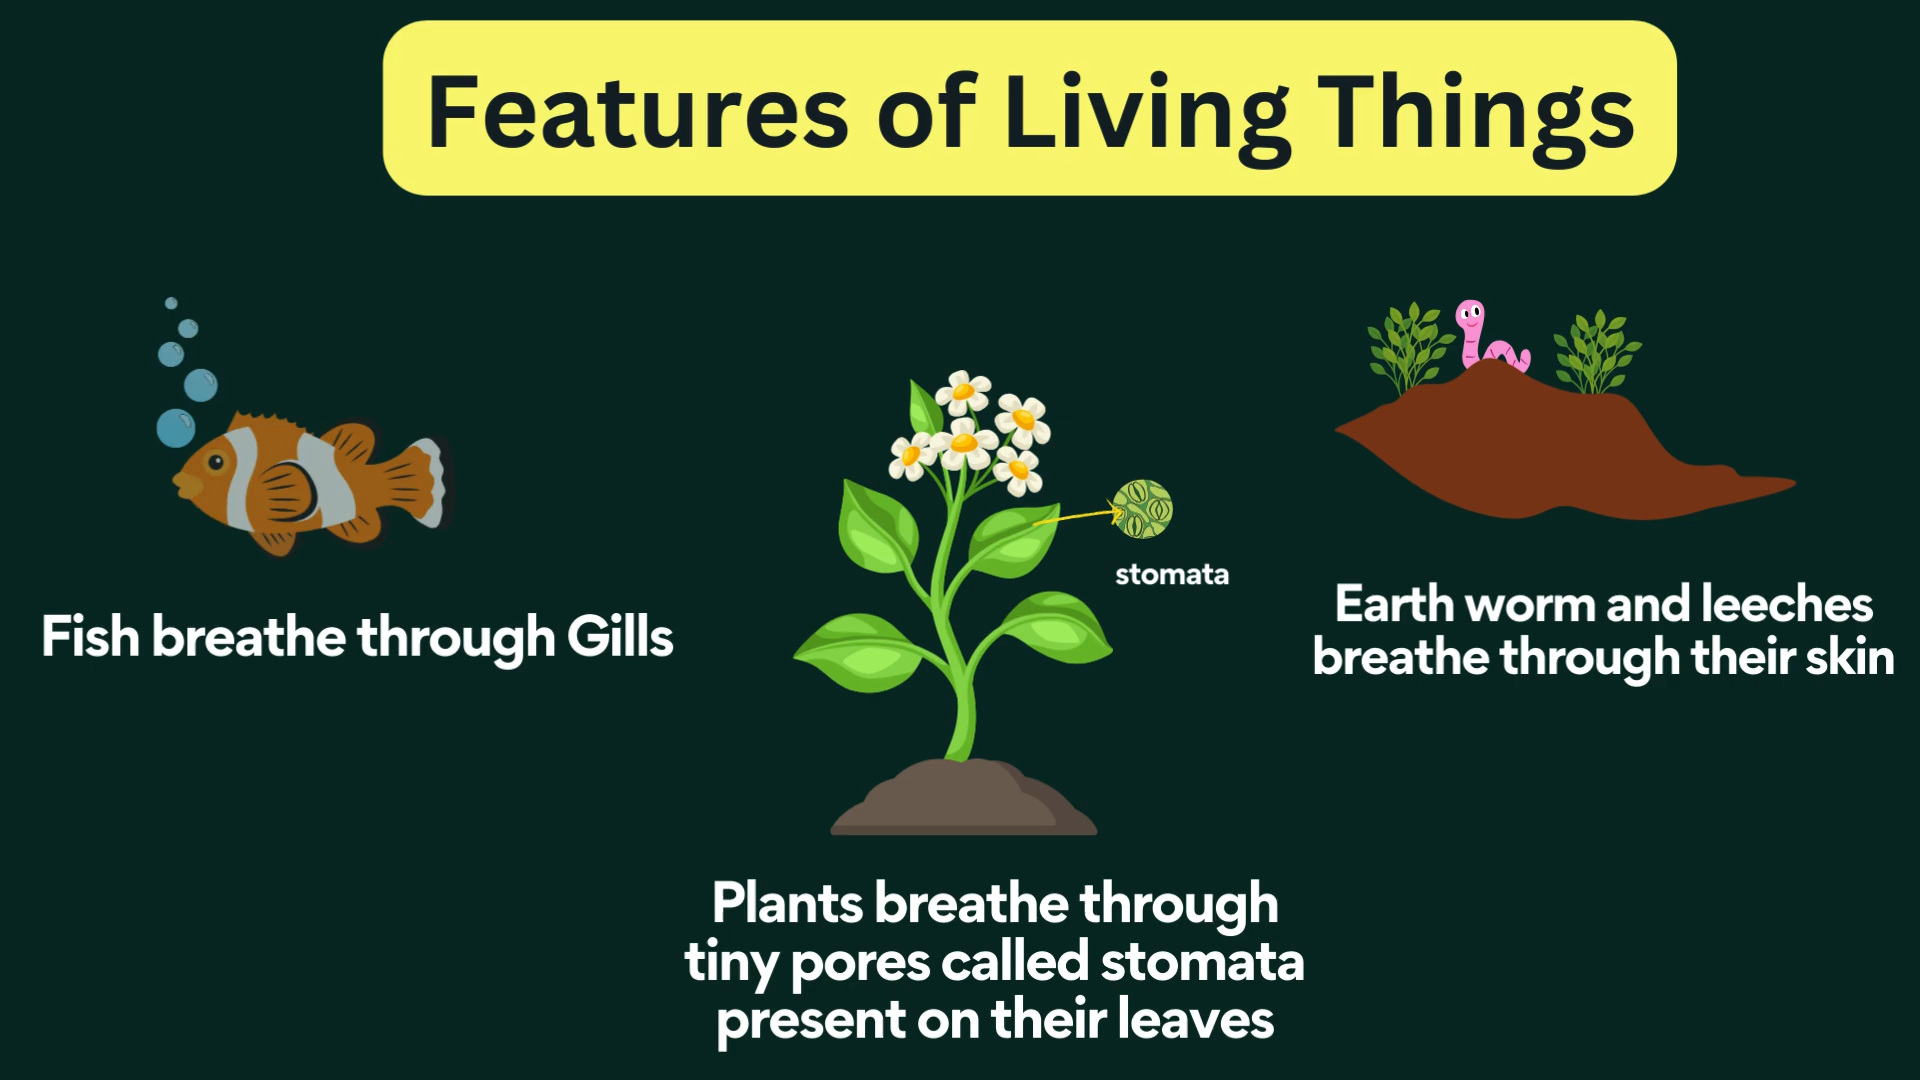 Features of Living Things
Fish breathe through Gills
stomata
Earth worm and leeches
breathe through their skin
Plants breathe through
tiny pores called stomata
present on their leaves